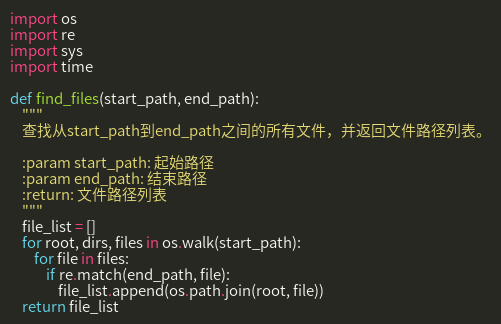 import os
import re
import sys
import time

def find_files(start_path, end_path):
    """
    查找从start_path到end_path之间的所有文件，并返回文件路径列表。

    :param start_path: 起始路径
    :param end_path: 结束路径
    :return: 文件路径列表
    """
    file_list = []
    for root, dirs, files in os.walk(start_path):
        for file in files:
            if re.match(end_path, file):
                file_list.append(os.path.join(root, file))
    return file_list